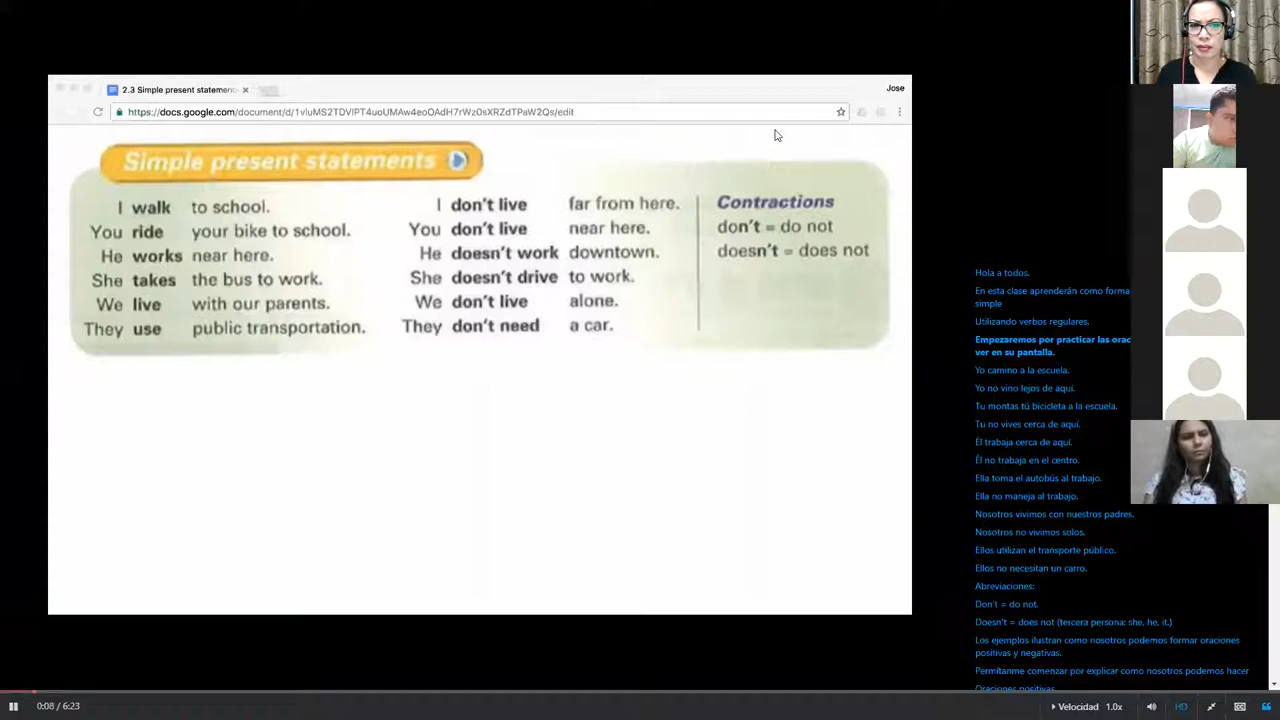 2.3 Simple present statement
Jose
https://docs.google.com/document/d/1vluMS2TDVlPT4uoUMAw4eoOAdH7rWz0sXRZdTPaW2Qs/edit
Simple present statements
I walk to school.
You ride your bike to school.
He works near here.
She takes the bus to work.
We live with our parents.
They use public transportation.
I don't live far from here.
You don't live near here.
He doesn't work downtown.
She doesn't drive to work.
We don't live alone.
They don't need a car.
Contractions
don't = do not
doesn't = does not
Hola a todos.
En esta clase aprenderán como forma
simple
Utilizando verbos regulares.
Empezaremos por practicar las orac
ver en su pantalla.
Yo camino a la escuela.
Yo no vino lejos de aquí.
Tu montas tú bicicleta a la escuela.
Tu no vives cerca de aquí.
Él trabaja cerca de aquí.
Él no trabaja en el centro.
Ella toma el autobús al trabajo.
Ella no maneja al trabajo.
Nosotros vivimos con nuestros padres.
Nosotros no vivimos solos.
Ellos utilizan el transporte público.
Ellos no necesitan un carro.
Abreviaciones:
Don't = do not.
Doesn't = does not (tercera persona: she, he, it.)
Los ejemplos ilustran como nosotros podemos formar oraciones
positivas y negativas.
Permítanme comenzar por explicar como nosotros podemos hacer
Oraciones positivas
0:08 / 6:23
Velocidad 1.0x
HD